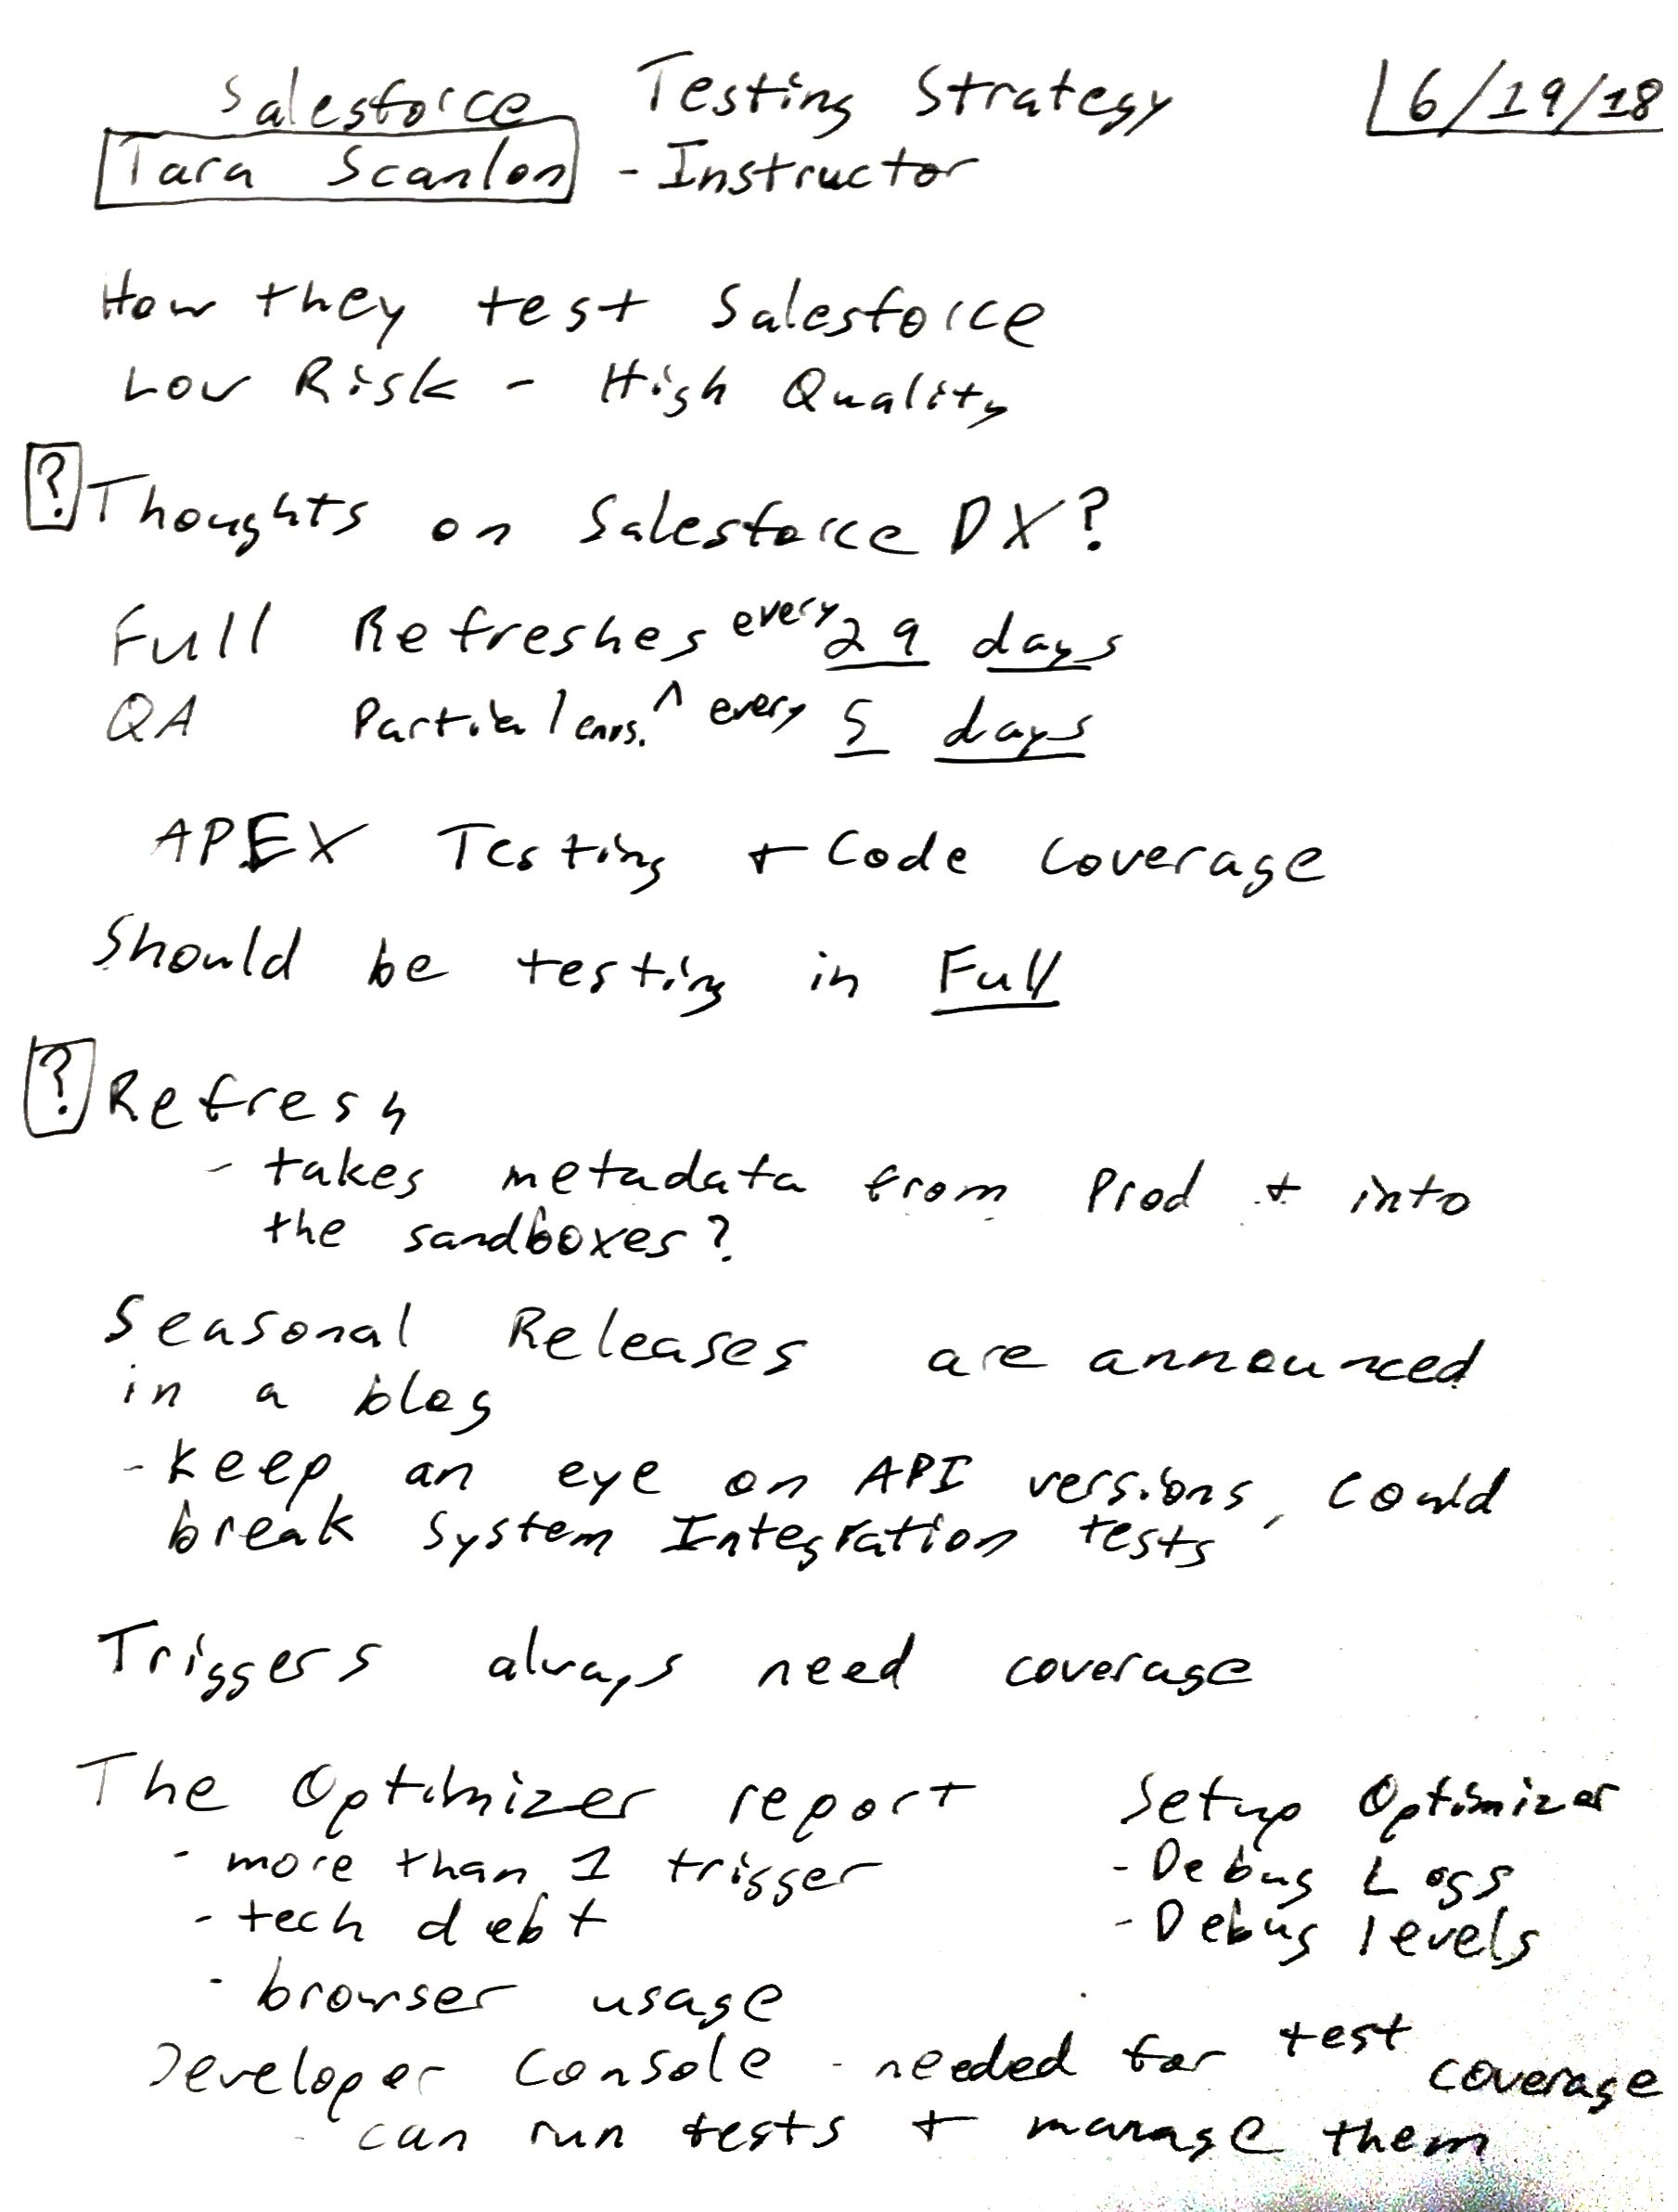 Salesforce Testing Strategy 6/19/18
Tara Scanlon - Instructor
How they test Salesforce
Low Risk - High Quality
? Thoughts on Salesforce DX?
Full Refreshes every 29 days
QA Partial envs. ^ every 5 days
APEX Testing + Code Coverage
Should be testing in Full
? Refresh
- takes metadata from Prod + into
the sandboxes?
Seasonal Releases are announced
in a blog
- Keep an eye on API versions, could
break System Integration tests
Triggers always need coverage
The Optimizer report
- more than 1 trigger
- tech debt
- browser usage
Setup Optimizer
- Debug Logs
- Debug levels
Developer Console - needed for test coverage
- can run tests + manage them